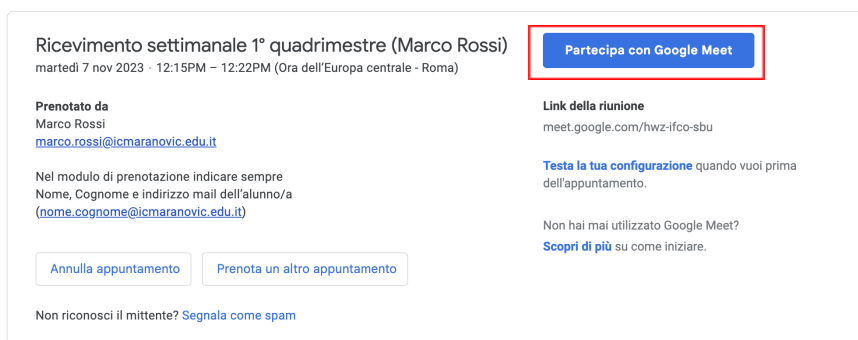 Ricevimento settimanale 1° quadrimestre (Marco Rossi)
martedì 7 nov 2023 · 12:15PM – 12:22PM (Ora dell'Europa centrale - Roma)
Prenotato da
Marco Rossi
marco.rossi@icmaranovic.edu.it
Nel modulo di prenotazione indicare sempre
Nome, Cognome e indirizzo mail dell'alunno/a
(nome.cognome@icmaranovic.edu.it)
Annulla appuntamento
Prenota un altro appuntamento
Non riconosci il mittente? Segnala come spam
Partecipa con Google Meet
Link della riunione
meet.google.com/hwz-ifco-sbu
Testa la tua configurazione quando vuoi prima
dell'appuntamento.
Non hai mai utilizzato Google Meet?
Scopri di più su come iniziare.